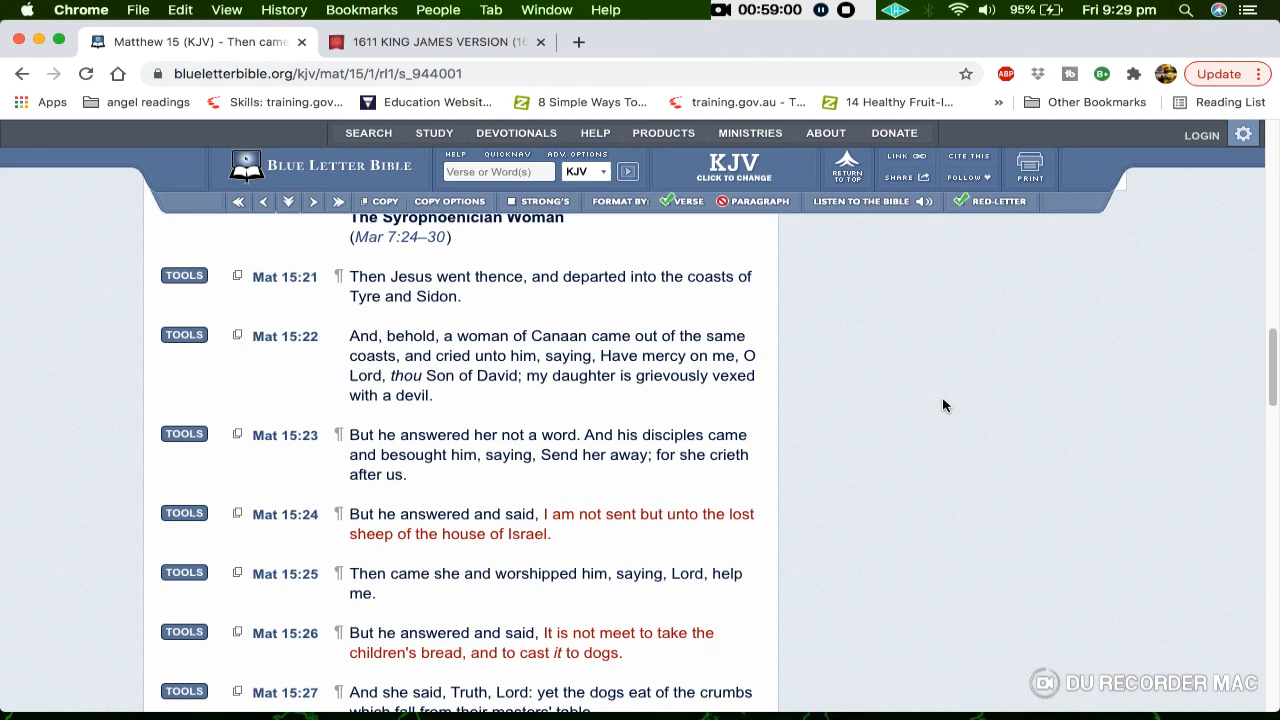 Chrome File Edit View History Bookmarks People Tab Window Help 00:59:00 95% Fri 9:29 pm
Matthew 15 (KJV) - Then came 1611 KING JAMES VERSION (16
blueletterbible.org/kjv/mat/15/1/rl1/s_944001 Update
Apps angel readings Skills: training.gov... Education Websit... 8 Simple Ways To... training.gov.au - T... 14 Healthy Fruit-I... » Other Bookmarks Reading List
SEARCH STUDY DEVOTIONALS HELP PRODUCTS MINISTRIES ABOUT DONATE LOGIN
HELP QUICKNAV ADV. OPTIONS
BLUE LETTER BIBLE Verse or Word(s) KJV
KJV
CLICK TO CHANGE
RETURN TO TOP
LINK CITE THIS
SHARE FOLLOW PRINT
COPY COPY OPTIONS STRONG'S FORMAT BY: VERSE PARAGRAPH LISTEN TO THE BIBLE RED-LETTER
The Syrophoenician Woman
(Mar 7:24–30)
TOOLS Mat 15:21 ¶ Then Jesus went thence, and departed into the coasts of
Tyre and Sidon.
TOOLS Mat 15:22 And, behold, a woman of Canaan came out of the same
coasts, and cried unto him, saying, Have mercy on me, O
Lord, thou Son of David; my daughter is grievously vexed
with a devil.
TOOLS Mat 15:23 ¶ But he answered her not a word. And his disciples came
and besought him, saying, Send her away; for she crieth
after us.
TOOLS Mat 15:24 ¶ But he answered and said, I am not sent but unto the lost
sheep of the house of Israel.
TOOLS Mat 15:25 ¶ Then came she and worshipped him, saying, Lord, help
me.
TOOLS Mat 15:26 ¶ But he answered and said, It is not meet to take the
children's bread, and to cast it to dogs.
TOOLS Mat 15:27 ¶ And she said, Truth, Lord: yet the dogs eat of the crumbs
which fall from their masters' table.
DU RECORDER MAC